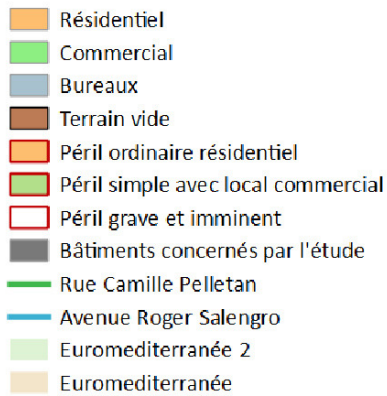 Résidentiel
Commercial
Bureaux
Terrain vide
Péril ordinaire résidentiel
Péril simple avec local commercial
Péril grave et imminent
Bâtiments concernés par l'étude
Rue Camille Pelletan
Avenue Roger Salengro
Euromediterranée 2
Euromediterranée